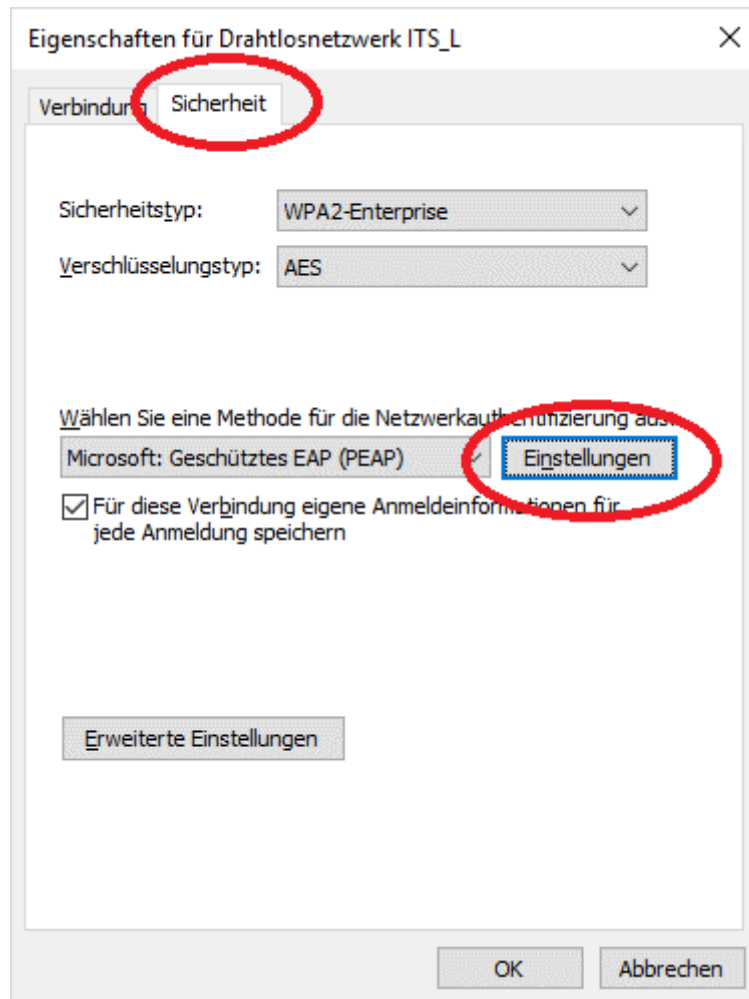 Eigenschaften für Drahtlosnetzwerk ITS_L
Verbindung Sicherheit
Sicherheitstyp: WPA2-Enterprise
Verschlüsselungstyp: AES
Wählen Sie eine Methode für die Netzwerkauthentifizierung aus:
Microsoft: Geschütztes EAP (PEAP) Einstellungen
Für diese Verbindung eigene Anmeldeinformationen für
jede Anmeldung speichern
Erweiterte Einstellungen
OK Abbrechen